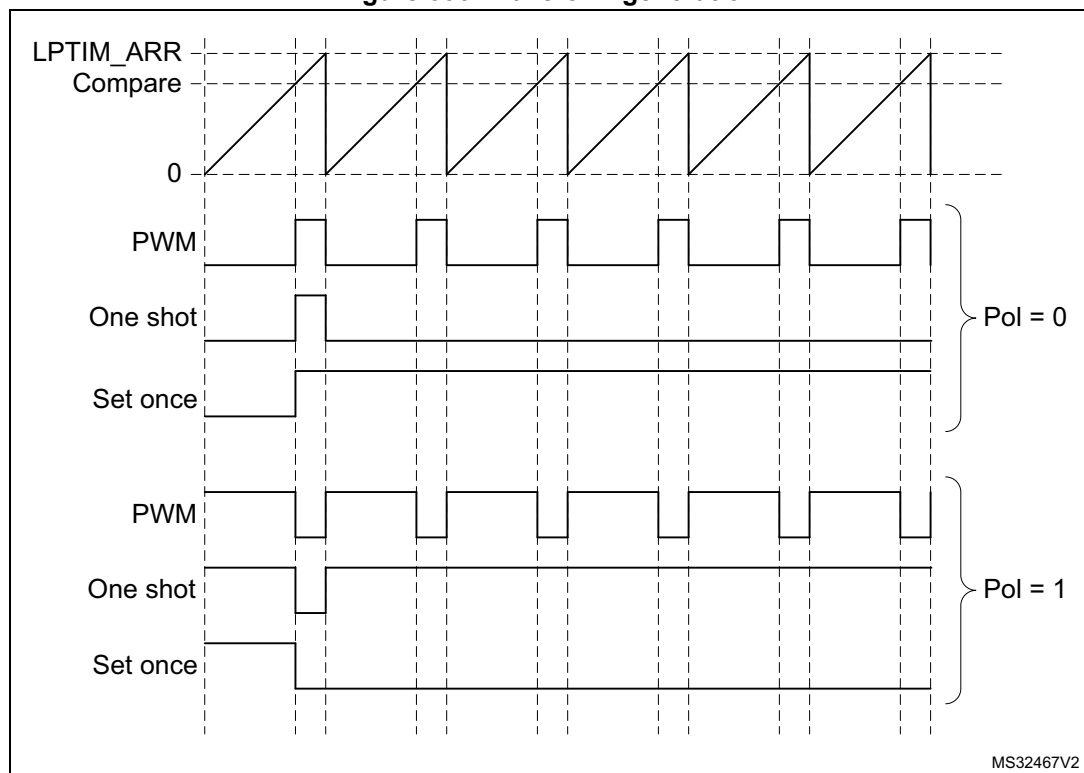 LPTIM_ARR
Compare
0
PWM
One shot
Pol = 0
Set once
PWM
One shot
Pol = 1
Set once
MS32467V2